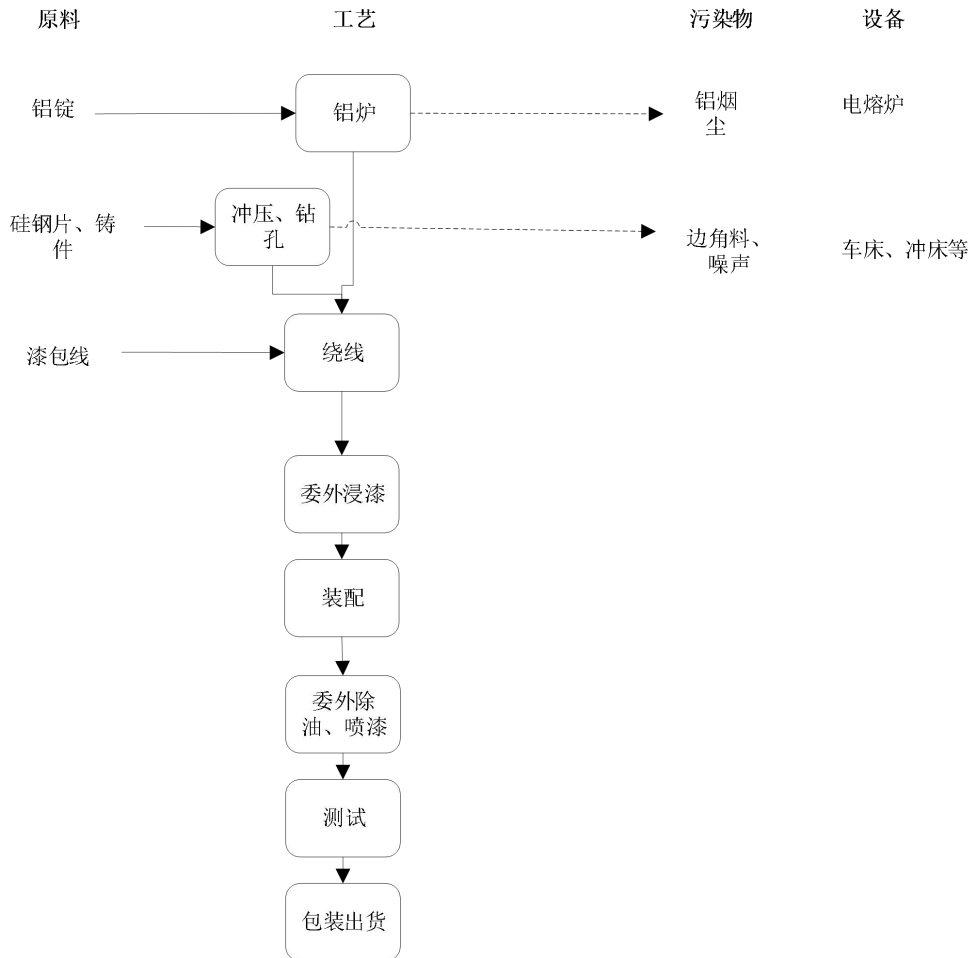 原料 工艺 污染物 设备
铝锭 铝炉 铝烟
尘 电熔炉
硅钢片、铸
件
冲压、钻
孔
边角料、
噪声
车床、冲床等
漆包线 绕线
委外浸漆
装配
委外除
油、喷漆
测试
包装出货